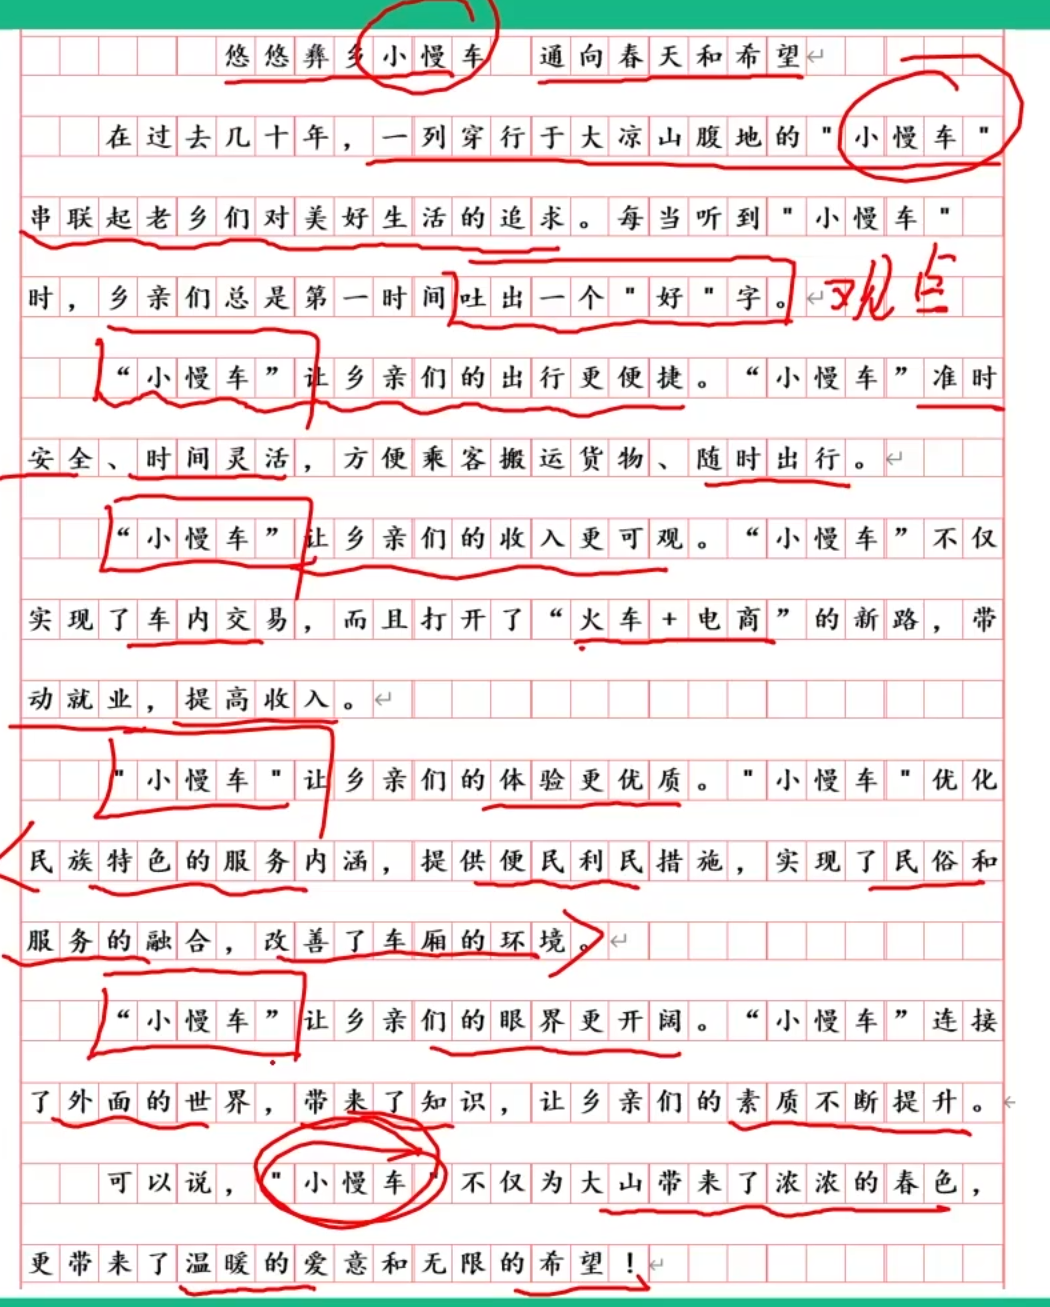 悠悠彝乡小慢车 通向春天和希望
在过去几十年，一列穿行于大凉山腹地的"小慢车"
串联起老乡们对美好生活的追求。每当听到"小慢车"
时，乡亲们总是第一时间吐出一个"好"字。 观点
“小慢车”让乡亲们的出行更便捷。“小慢车”准时
安全、时间灵活，方便乘客搬运货物、随时出行。
“小慢车”让乡亲们的收入更可观。“小慢车”不仅
实现了车内交易，而且打开了“火车+电商”的新路，带
动就业，提高收入。
"小慢车"让乡亲们的体验更优质。"小慢车"优化
民族特色的服务内涵，提供便民利民措施，实现了民俗和
服务的融合，改善了车厢的环境。
“小慢车”让乡亲们的眼界更开阔。“小慢车”连接
了外面的世界，带来了知识，让乡亲们的素质不断提升。
可以说，"小慢车"不仅为大山带来了浓浓的春色，
更带来了温暖的爱意和无限的希望！